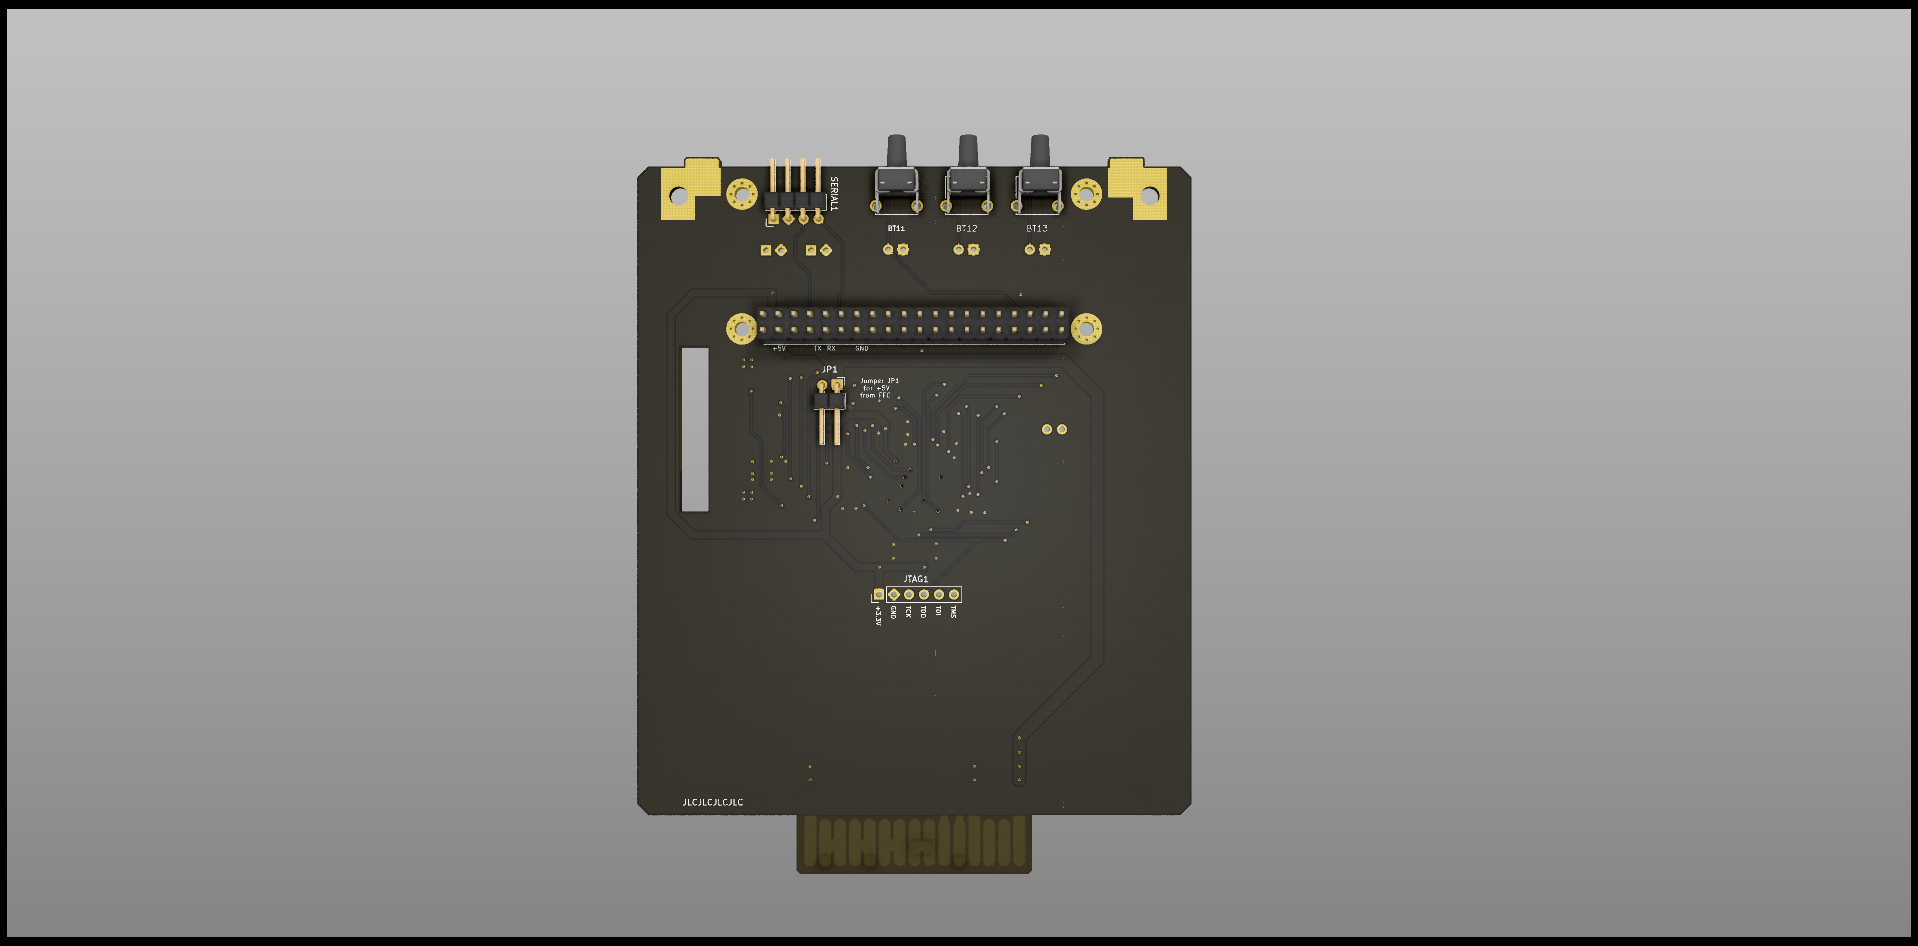 SERIAL1
BT11
BT12
BT13
+5V
TX
RX
GND
JP1
Jumper JP1
for +5V
from FFC
JTAG1
+3.3V
GND
TCK
TDO
TDI
TMS
JLCJLCJLCJLC